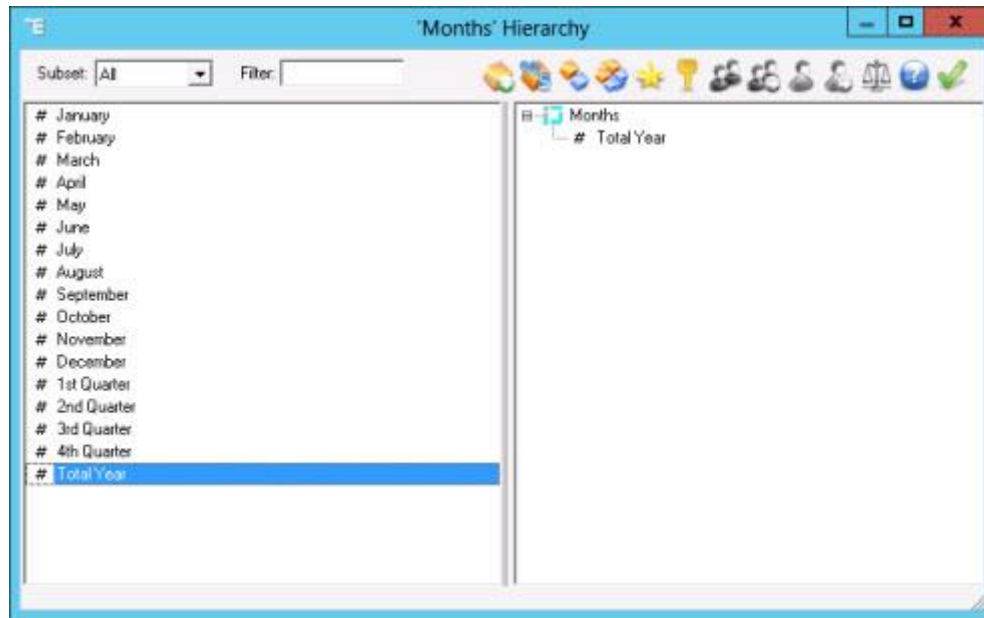 'Months' Hierarchy
Subset: All Filter:
# January
# February
# March
# April
# May
# June
# July
# August
# September
# October
# November
# December
# 1st Quarter
# 2nd Quarter
# 3rd Quarter
# 4th Quarter
# Total Year
Months
# Total Year